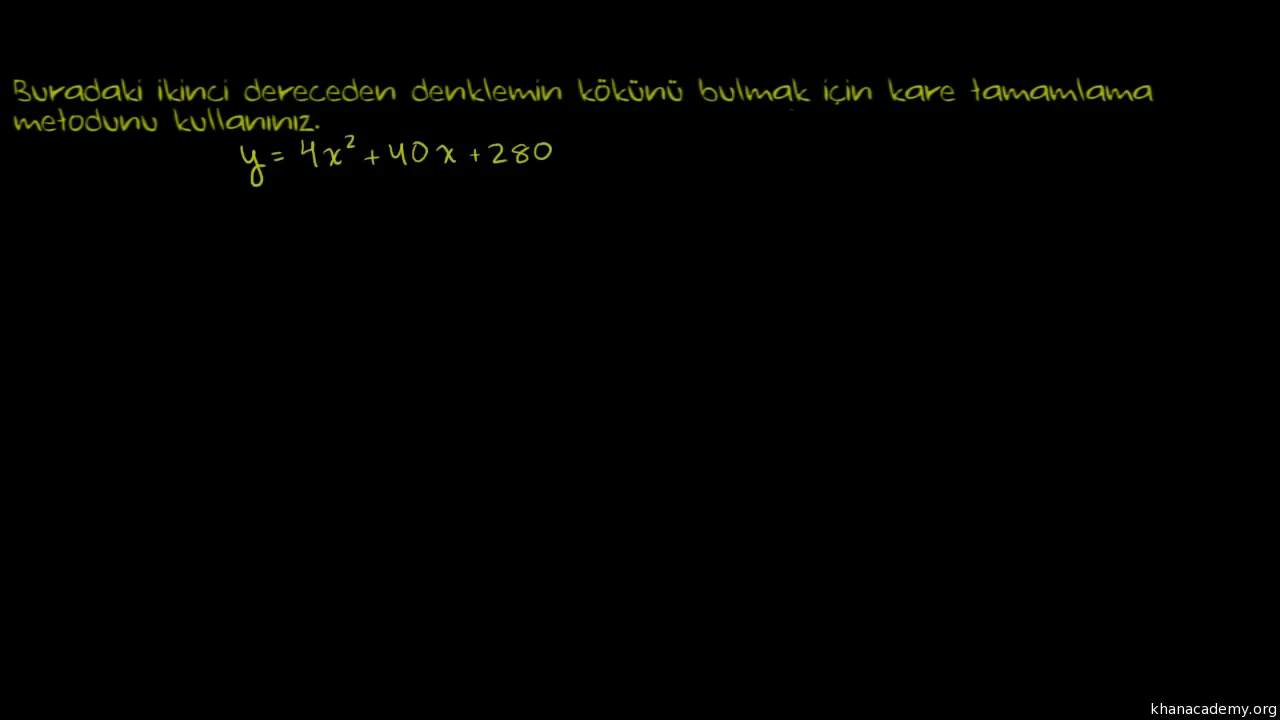 Buradaki ikinci dereceden denklemin kökünü bulmak için kare tamamlama
metodunu kullanınız.
y = 4x² + 40x + 280
khanacademy.org